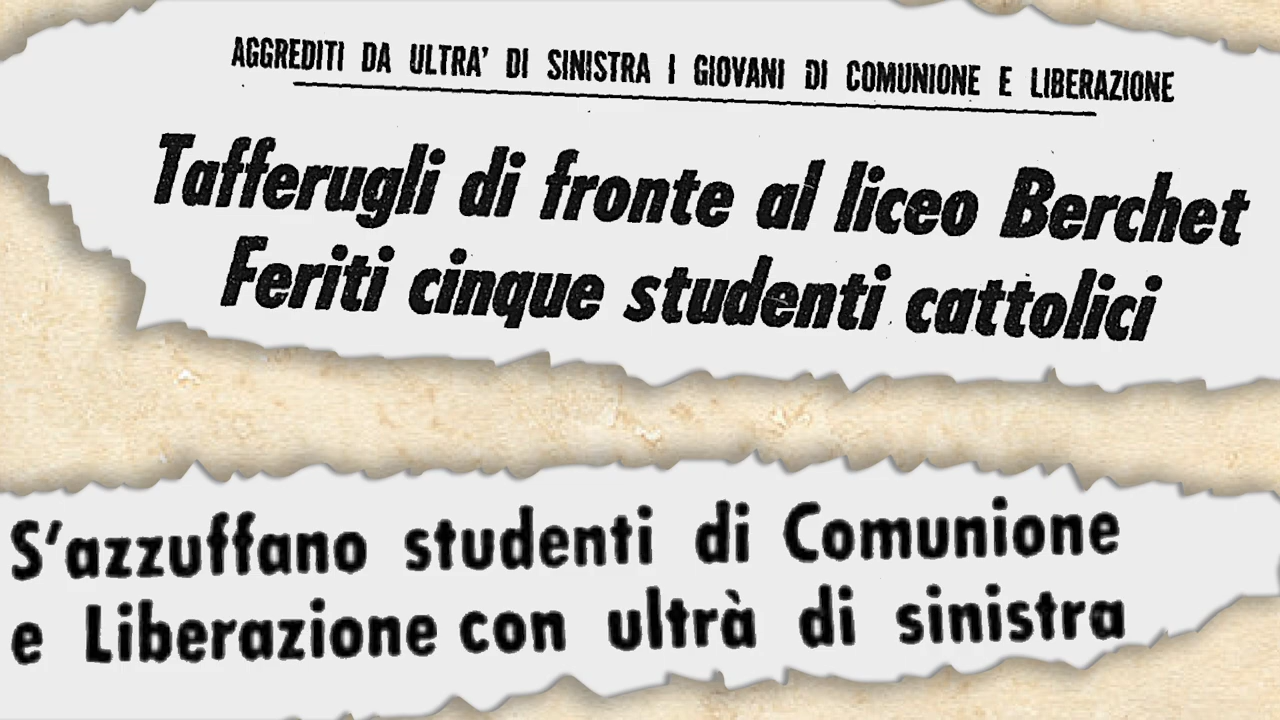 AGGREDITI DA ULTRA' DI SINISTRA I GIOVANI DI COMUNIONE E LIBERAZIONE
Tafferugli di fronte al liceo Berchet
Feriti cinque studenti cattolici
S'azzuffano studenti di Comunione
e Liberazione con ultrà di sinistra